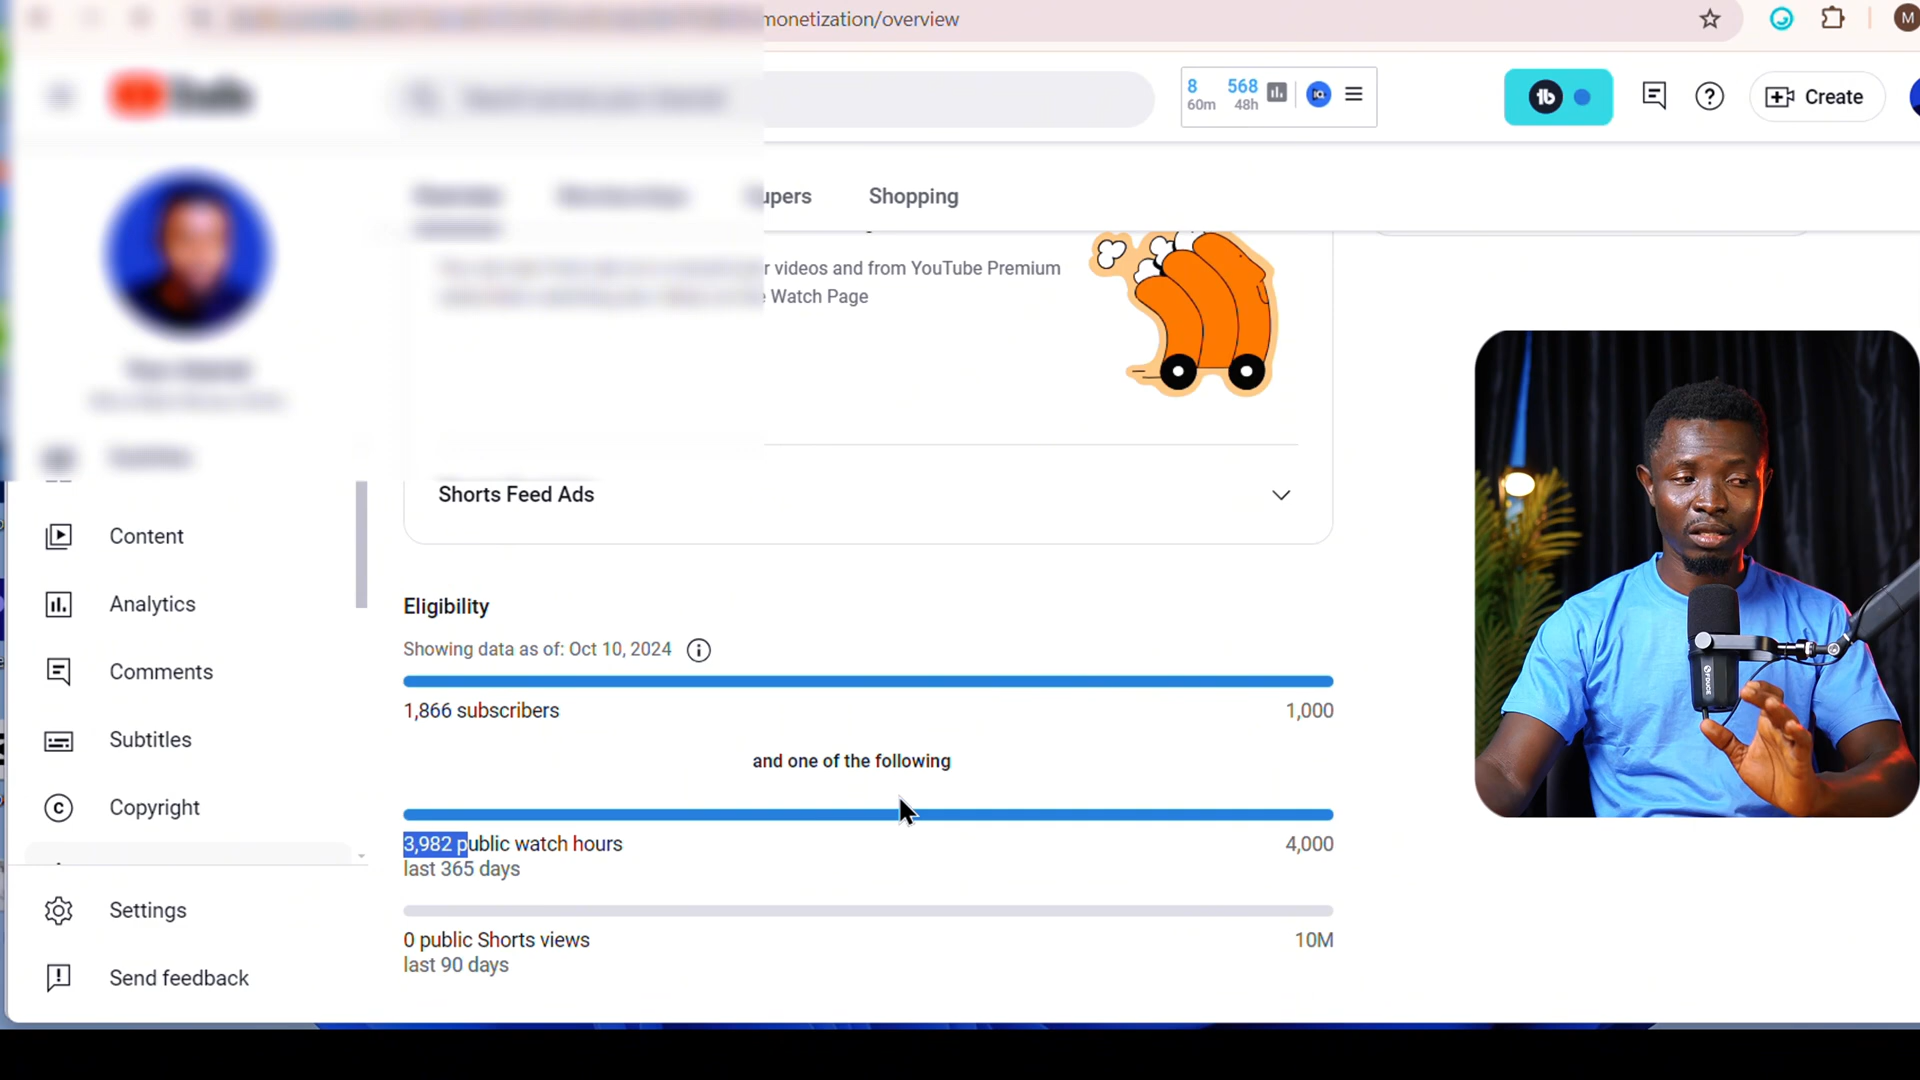 monetization/overview
M
8
60m
568
48h
Create
upers
Shopping
r videos and from YouTube Premium
Watch Page
Shorts Feed Ads
Content
Analytics
Comments
Subtitles
Copyright
Settings
Send feedback
Eligibility
Showing data as of: Oct 10, 2024
1,866 subscribers
1,000
and one of the following
3,982 public watch hours
4,000
last 365 days
0 public Shorts views
10M
last 90 days